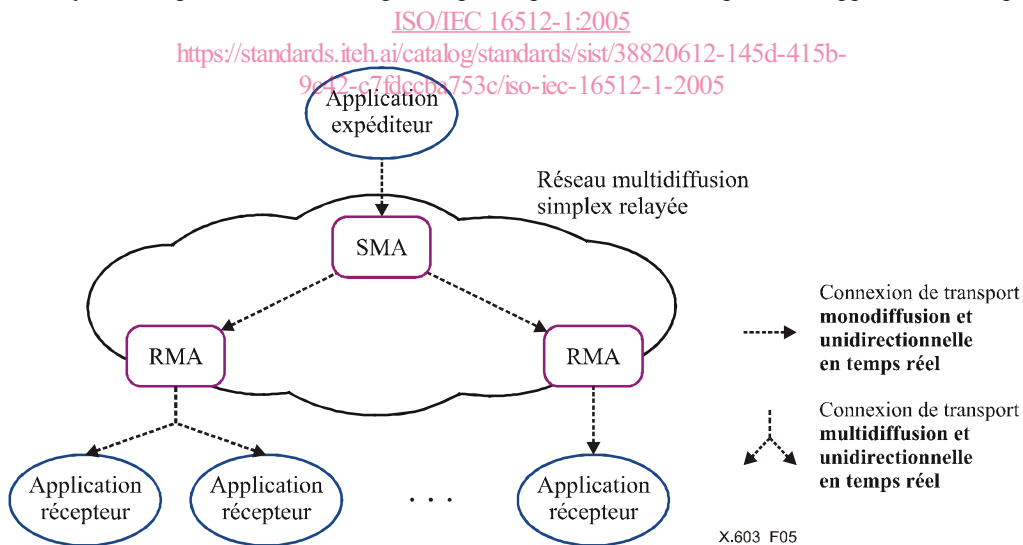 ISO/IEC 16512-1:2005
https://standards.iteh.ai/catalog/standards/sist/38820612-145d-415b-
9c42-c7fdccba753c/iso-iec-16512-1-2005
Application
expéditeur
Réseau multidiffusion
simplex relayée
SMA
RMA
RMA
Connexion de transport
monodiffusion et
unidirectionnelle
en temps réel
Connexion de transport
multidiffusion et
unidirectionnelle
en temps réel
Application
récepteur
Application
récepteur
. . .
Application
récepteur
X.603_F05